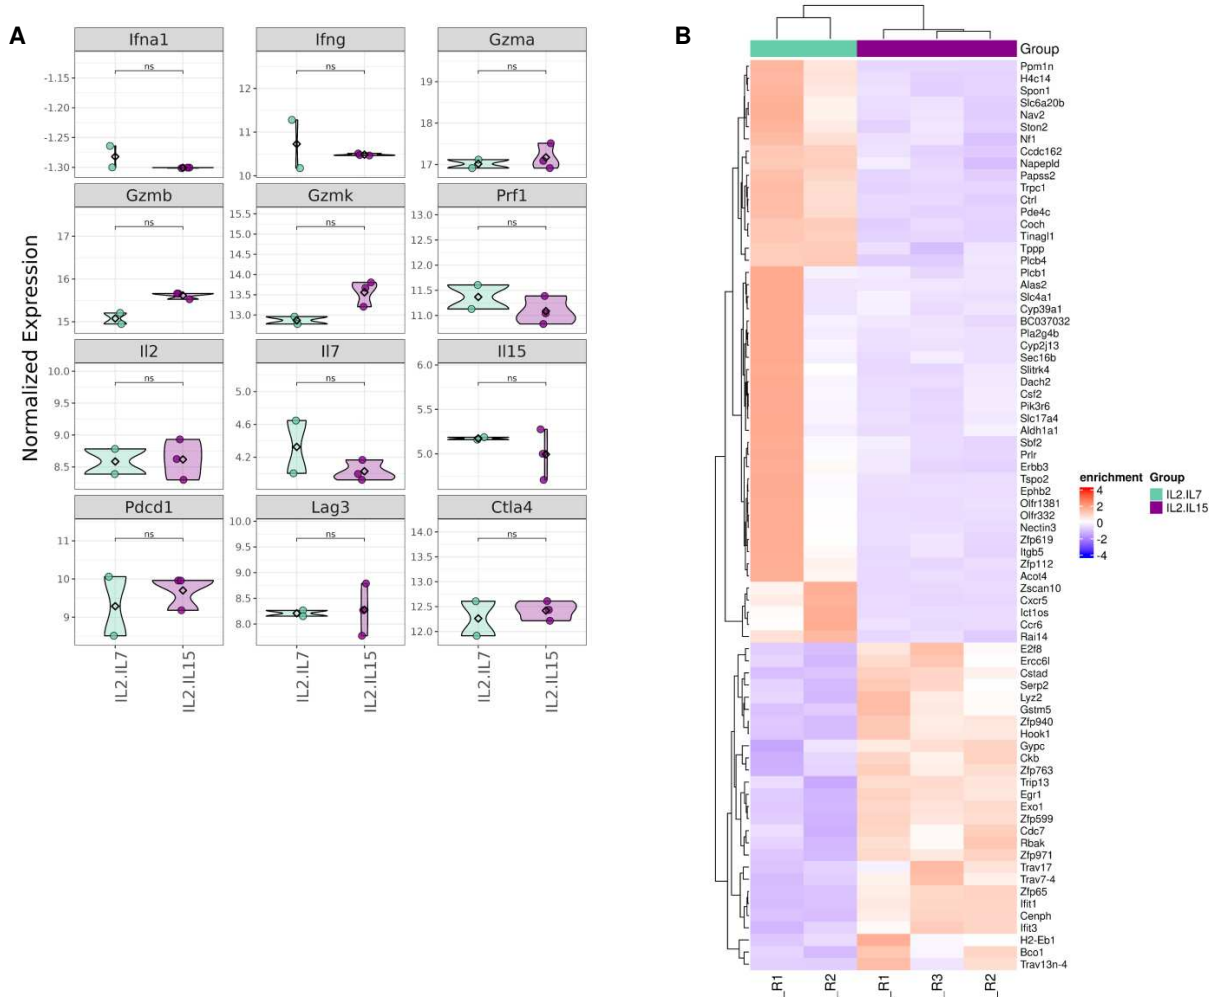 A
Normalized Expression
Ifna1
ns
-1.15
-1.20
-1.25
-1.30
Ifng
ns
12
11
10
Gzma
ns
19
18
17
Gzmb
ns
17
16
15
Gzmk
ns
15.5
15.0
14.5
14.0
13.5
13.0
Prf1
ns
13.0
12.5
12.0
11.5
11.0
Il2
ns
10.0
9.5
9.0
8.5
Il7
ns
5.0
4.6
4.2
Il15
ns
6.0
5.5
5.0
Pdcd1
ns
11
10
9
Lag3
ns
10.0
9.5
9.0
8.5
8.0
Ctla4
ns
14.0
13.5
13.0
12.5
12.0
IL2.IL7
IL2.IL15
IL2.IL7
IL2.IL15
IL2.IL7
IL2.IL15
B
Group
Ppm1n
H4c14
Spon1
Slc6a20b
Nav2
Ston2
Nf1
Ccdc162
Napepld
Papss2
Trpc1
Ctrl
Pde4c
Coch
Tinagl1
Tppp
Plcb4
Plcb1
Alas2
Slc4a1
Cyp39a1
BC037032
Pla2g4b
Cyp2j13
Sec16b
Slitrk4
Dach2
Csf2
Pik3r6
Slc17a4
Aldh1a1
Sbf2
Prlr
Erbb3
Tspo2
Ephb2
Olfr1381
Olfr332
Nectin3
Zfp619
Itgb5
Zfp112
Acot4
Zscan10
Cxcr5
Ict1os
Ccr6
Rai14
E2f8
Ercc6l
Cstad
Serp2
Lyz2
Gstm5
Zfp940
Hook1
Gypc
Ckb
Zfp763
Trip13
Egr1
Exo1
Zfp599
Cdc7
Rbak
Zfp971
Trav17
Trav7-4
Zfp65
Ifit1
Cenph
Ifit3
H2-Eb1
Bco1
Trav13n-4
_R1
_R2
_R1
_R3
_R2
enrichment
4
2
0
-2
-4
Group
IL2.IL7
IL2.IL15